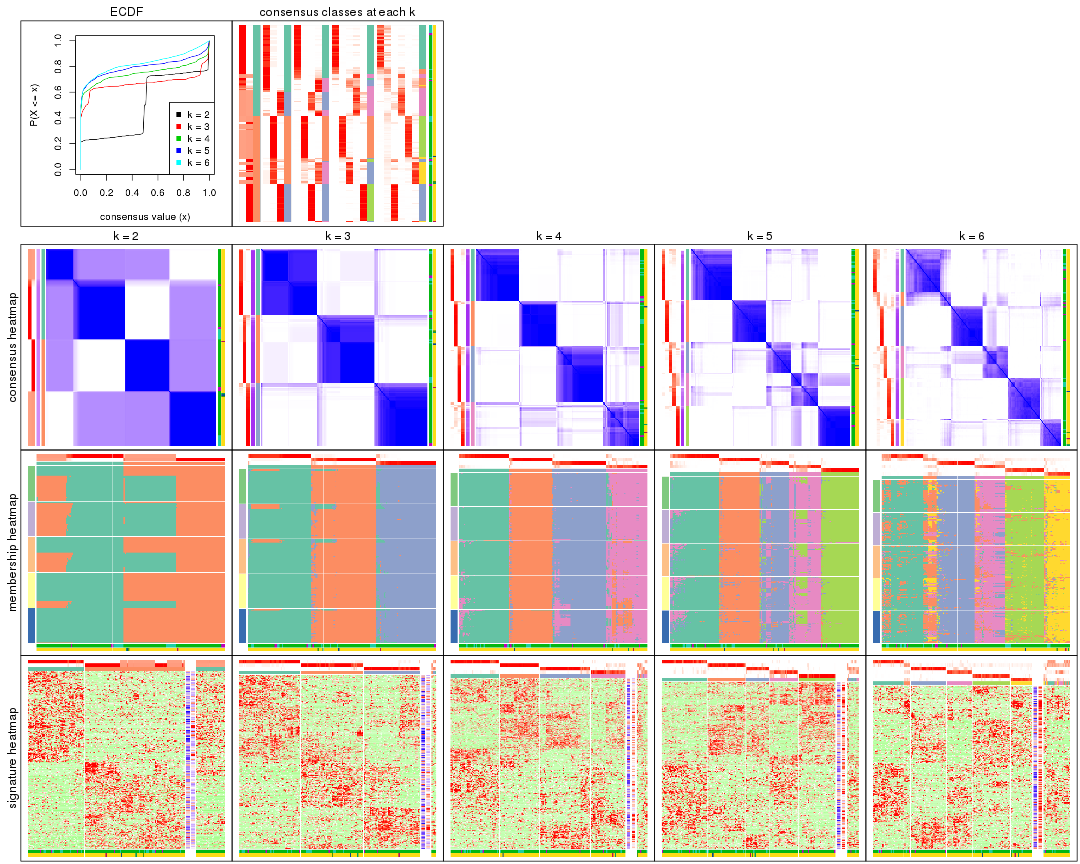 ECDF
consensus classes at each k
P(X <= x)
0.0
0.2
0.4
0.6
0.8
1.0
k = 2
k = 3
k = 4
k = 5
k = 6
0.0 0.2 0.4 0.6 0.8 1.0
consensus value (x)
k = 2
k = 3
k = 4
k = 5
k = 6
consensus heatmap
membership heatmap
signature heatmap